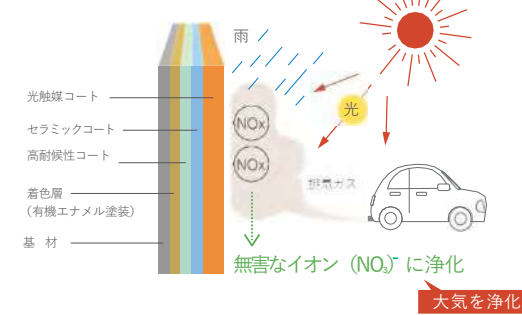 雨
光触媒コート
光
セラミックコート
NOx
高耐候性コート
NOx
排気ガス
着色層
(有機エナメル塗装)
基 材
無害なイオン(NO₃)⁻に浄化
大気を浄化